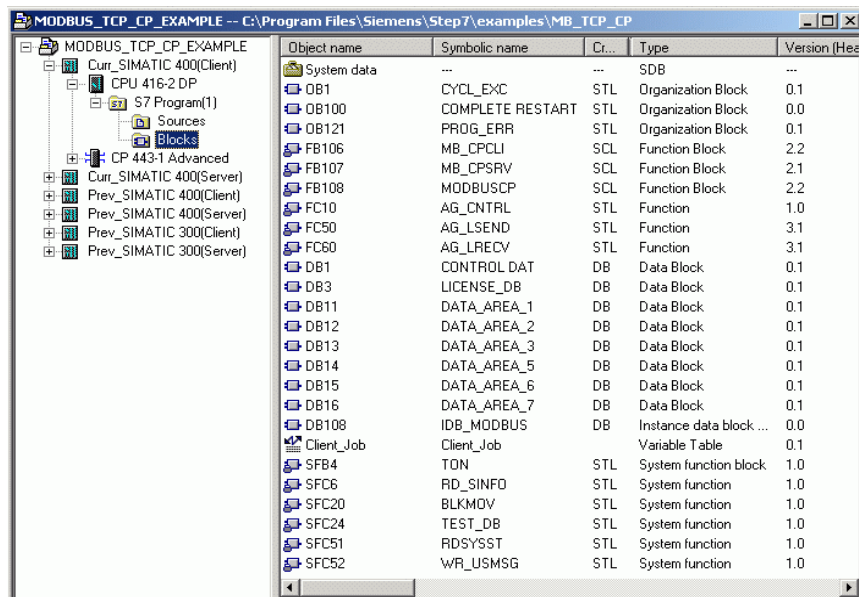 MODBUS_TCP_CP_EXAMPLE -- C:\Program Files\Siemens\Step7\examples\MB_TCP_CP
MODBUS_TCP_CP_EXAMPLE
Curr_SIMATIC 400(Client)
CPU 416-2 DP
S7 Program(1)
Sources
Blocks
CP 443-1 Advanced
Curr_SIMATIC 400(Server)
Prev_SIMATIC 400(Client)
Prev_SIMATIC 400(Server)
Prev_SIMATIC 300(Client)
Prev_SIMATIC 300(Server)
Object name Symbolic name Cr... Type Version (Hea
System data --- --- SDB ---
OB1 CYCL_EXC STL Organization Block 0.1
OB100 COMPLETE RESTART STL Organization Block 0.0
OB121 PROG_ERR STL Organization Block 0.1
FB106 MB_CPCLI SCL Function Block 2.2
FB107 MB_CPSRV SCL Function Block 2.1
FB108 MODBUSCP SCL Function Block 2.2
FC10 AG_CNTRL STL Function 1.0
FC50 AG_LSEND STL Function 3.1
FC60 AG_LRECV STL Function 3.1
DB1 CONTROL DAT DB Data Block 0.1
DB3 LICENSE_DB DB Data Block 0.1
DB11 DATA_AREA_1 DB Data Block 0.1
DB12 DATA_AREA_2 DB Data Block 0.1
DB13 DATA_AREA_3 DB Data Block 0.1
DB14 DATA_AREA_5 DB Data Block 0.1
DB15 DATA_AREA_6 DB Data Block 0.1
DB16 DATA_AREA_7 DB Data Block 0.1
DB108 IDB_MODBUS DB Instance data block ... 0.0
Client_Job Client_Job Variable Table 0.1
SFB4 TON STL System function block 1.0
SFC6 RD_SINFO STL System function 1.0
SFC20 BLKMOV STL System function 1.0
SFC24 TEST_DB STL System function 1.0
SFC51 RDSYSST STL System function 1.0
SFC52 WR_USMSG STL System function 1.0